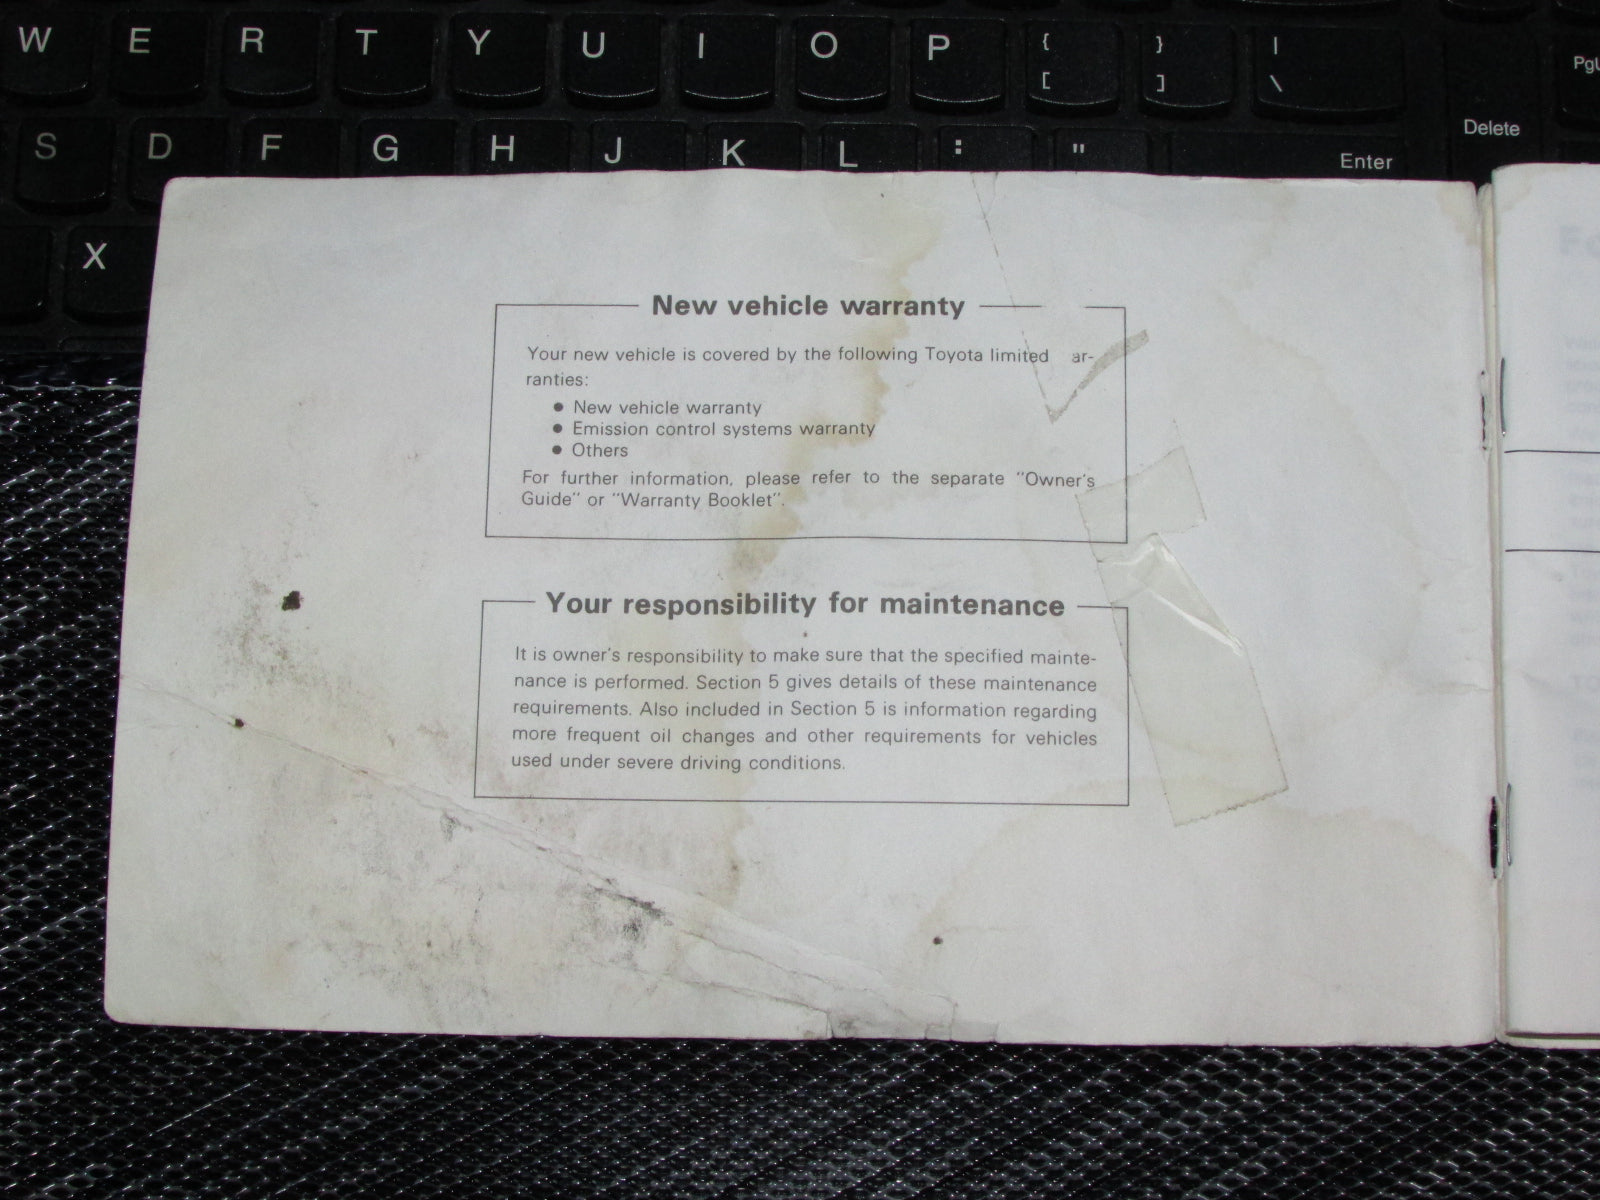 W E R T Y U I O P { }  |
[ ] \
PgU
Delete
S D F G H J K L : "
Enter
X
New vehicle warranty
Your new vehicle is covered by the following Toyota limited ar-
ranties:
● New vehicle warranty
● Emission control systems warranty
● Others
For further information, please refer to the separate "Owner's
Guide" or "Warranty Booklet".
Your responsibility for maintenance
It is owner's responsibility to make sure that the specified mainte-
nance is performed. Section 5 gives details of these maintenance
requirements. Also included in Section 5 is information regarding
more frequent oil changes and other requirements for vehicles
used under severe driving conditions.